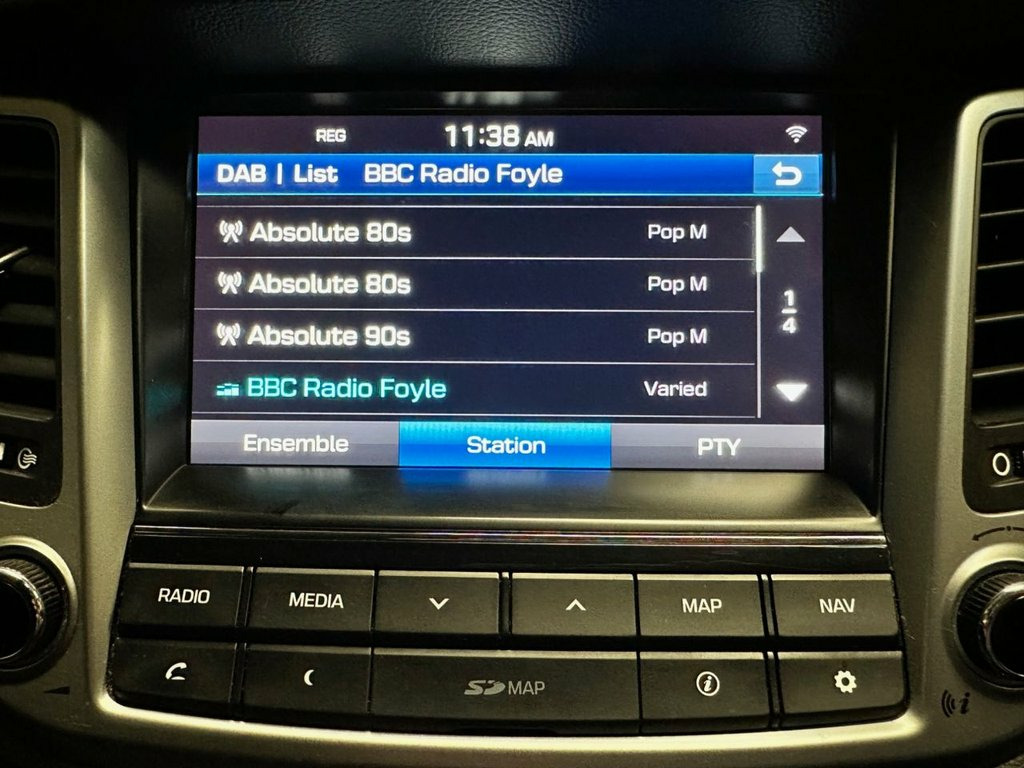 REG 11:38 AM
DAB | List BBC Radio Foyle
Absolute 80s Pop M
Absolute 80s Pop M
1
4
Absolute 90s Pop M
BBC Radio Foyle Varied
Ensemble Station PTY
RADIO MEDIA MAP NAV
SD MAP i
i